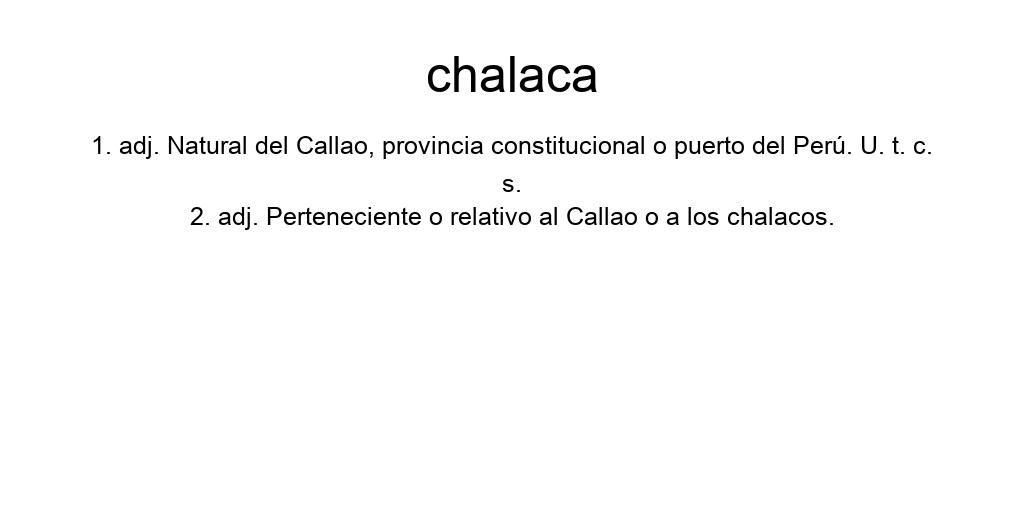 chalaca
1. adj. Natural del Callao, provincia constitucional o puerto del Perú. U. t. c.
s.
2. adj. Perteneciente o relativo al Callao o a los chalacos.